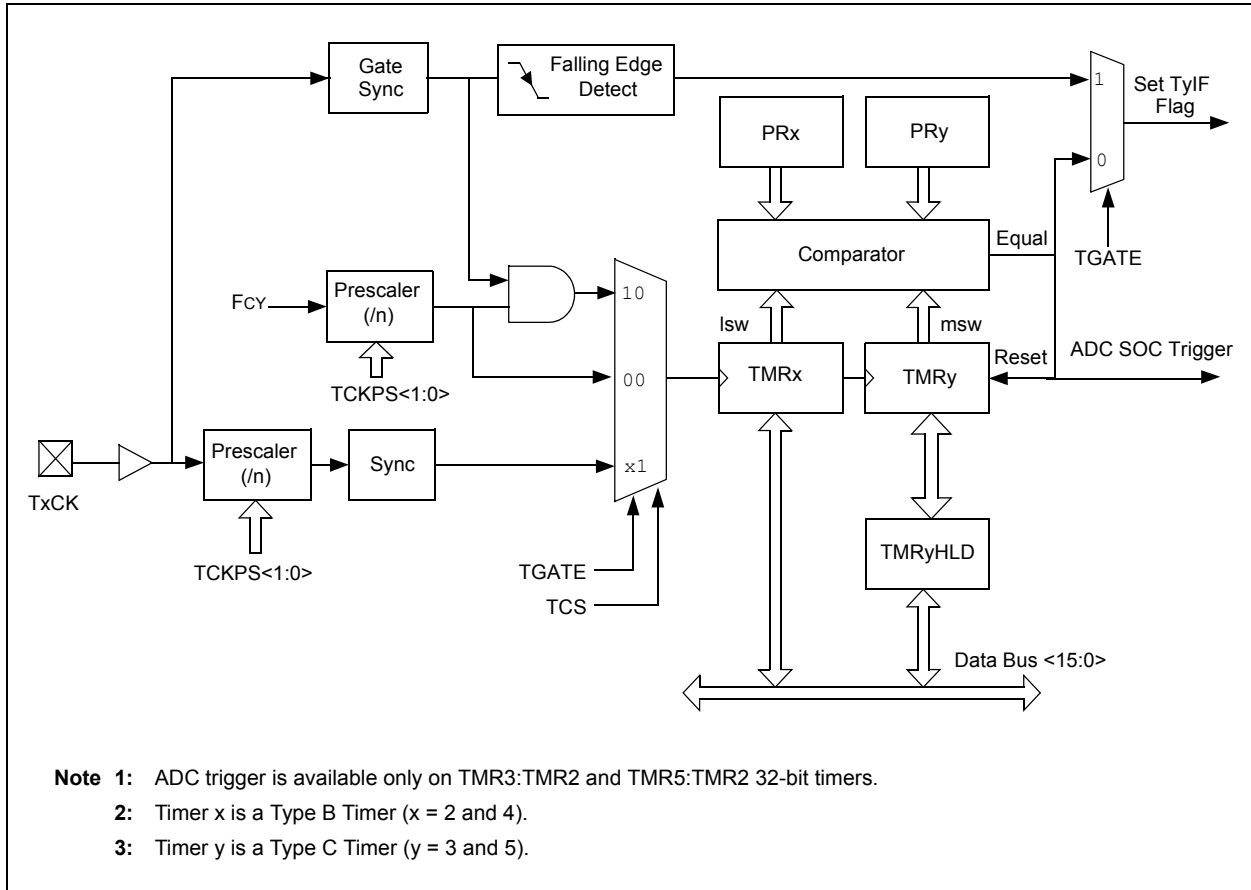 Gate
Sync
Falling Edge
Detect
1
Set TyIF
Flag
PRx
PRy
0
Equal
Comparator
TGATE
FCY
Prescaler
(/n)
10
lsw
msw
TCKPS<1:0>
00
TMRx
TMRy
Reset
ADC SOC Trigger
TxCK
Prescaler
(/n)
Sync
x1
TCKPS<1:0>
TGATE
TCS
TMRyHLD
Data Bus <15:0>
Note 1: ADC trigger is available only on TMR3:TMR2 and TMR5:TMR2 32-bit timers.
2: Timer x is a Type B Timer (x = 2 and 4).
3: Timer y is a Type C Timer (y = 3 and 5).